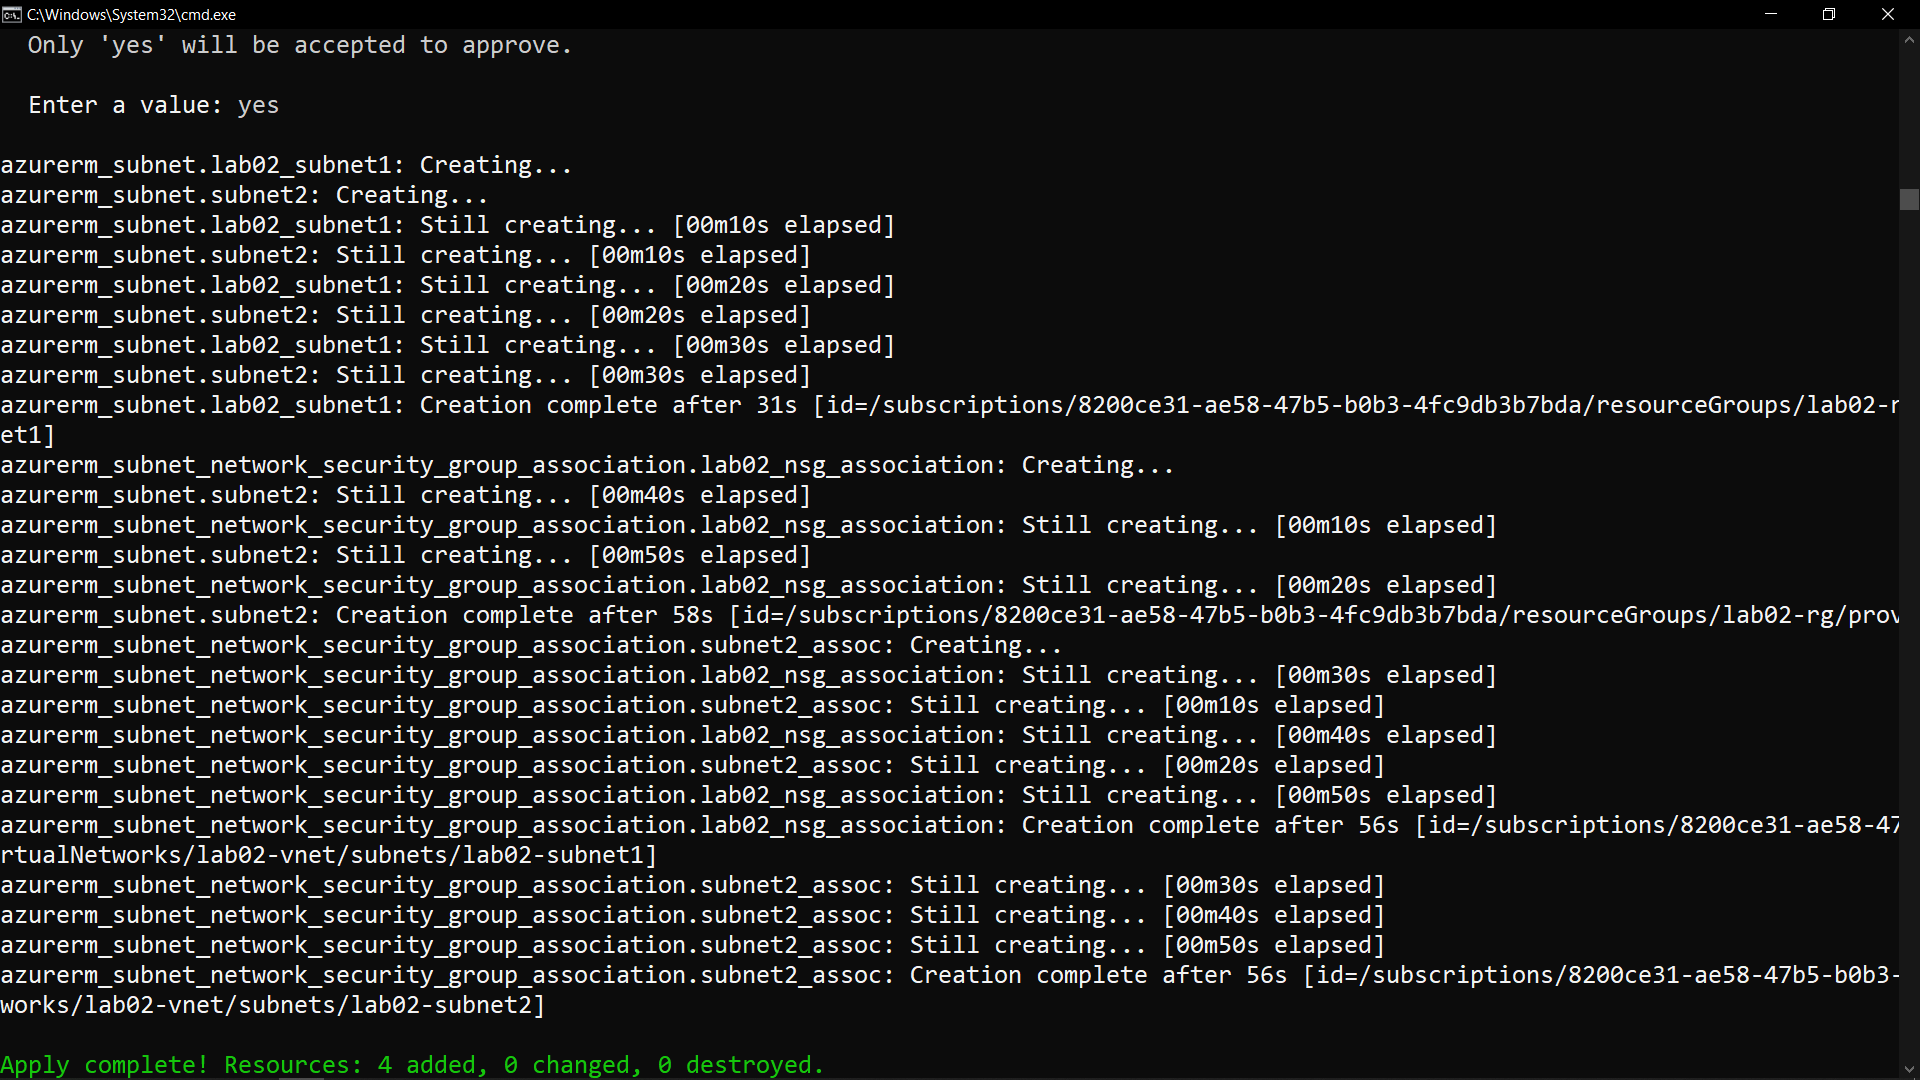 C:\Windows\System32\cmd.exe
Only 'yes' will be accepted to approve.
Enter a value: yes
azurerm_subnet.lab02_subnet1: Creating...
azurerm_subnet.subnet2: Creating...
azurerm_subnet.lab02_subnet1: Still creating... [00m10s elapsed]
azurerm_subnet.subnet2: Still creating... [00m10s elapsed]
azurerm_subnet.lab02_subnet1: Still creating... [00m20s elapsed]
azurerm_subnet.subnet2: Still creating... [00m20s elapsed]
azurerm_subnet.lab02_subnet1: Still creating... [00m30s elapsed]
azurerm_subnet.subnet2: Still creating... [00m30s elapsed]
azurerm_subnet.lab02_subnet1: Creation complete after 31s [id=/subscriptions/8200ce31-ae58-47b5-b0b3-4fc9db3b7bda/resourceGroups/lab02-r
et1]
azurerm_subnet_network_security_group_association.lab02_nsg_association: Creating...
azurerm_subnet.subnet2: Still creating... [00m40s elapsed]
azurerm_subnet_network_security_group_association.lab02_nsg_association: Still creating... [00m10s elapsed]
azurerm_subnet.subnet2: Still creating... [00m50s elapsed]
azurerm_subnet_network_security_group_association.lab02_nsg_association: Still creating... [00m20s elapsed]
azurerm_subnet.subnet2: Creation complete after 58s [id=/subscriptions/8200ce31-ae58-47b5-b0b3-4fc9db3b7bda/resourceGroups/lab02-rg/prov
azurerm_subnet_network_security_group_association.subnet2_assoc: Creating...
azurerm_subnet_network_security_group_association.lab02_nsg_association: Still creating... [00m30s elapsed]
azurerm_subnet_network_security_group_association.subnet2_assoc: Still creating... [00m10s elapsed]
azurerm_subnet_network_security_group_association.lab02_nsg_association: Still creating... [00m40s elapsed]
azurerm_subnet_network_security_group_association.subnet2_assoc: Still creating... [00m20s elapsed]
azurerm_subnet_network_security_group_association.lab02_nsg_association: Still creating... [00m50s elapsed]
azurerm_subnet_network_security_group_association.lab02_nsg_association: Creation complete after 56s [id=/subscriptions/8200ce31-ae58-47
rtualNetworks/lab02-vnet/subnets/lab02-subnet1]
azurerm_subnet_network_security_group_association.subnet2_assoc: Still creating... [00m30s elapsed]
azurerm_subnet_network_security_group_association.subnet2_assoc: Still creating... [00m40s elapsed]
azurerm_subnet_network_security_group_association.subnet2_assoc: Still creating... [00m50s elapsed]
azurerm_subnet_network_security_group_association.subnet2_assoc: Creation complete after 56s [id=/subscriptions/8200ce31-ae58-47b5-b0b3-
works/lab02-vnet/subnets/lab02-subnet2]
Apply complete! Resources: 4 added, 0 changed, 0 destroyed.